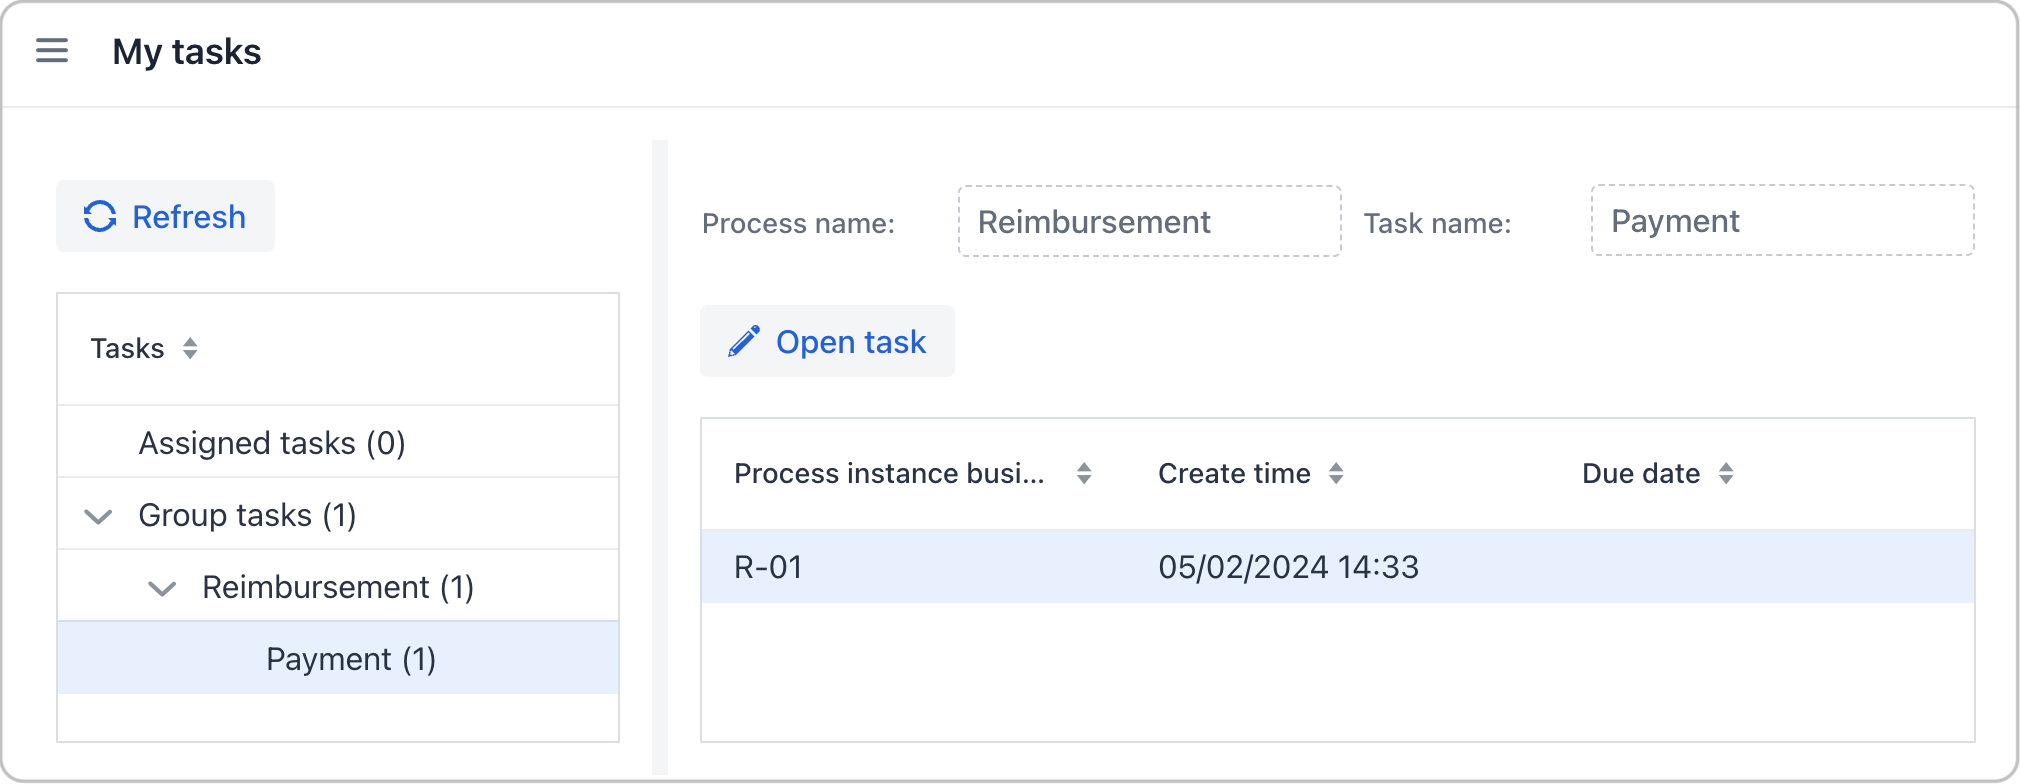 My tasks
Refresh
Tasks
Assigned tasks (0)
Group tasks (1)
Reimbursement (1)
Payment (1)
Process name: Reimbursement Task name: Payment
Open task
Process instance busi... Create time Due date
R-01 05/02/2024 14:33